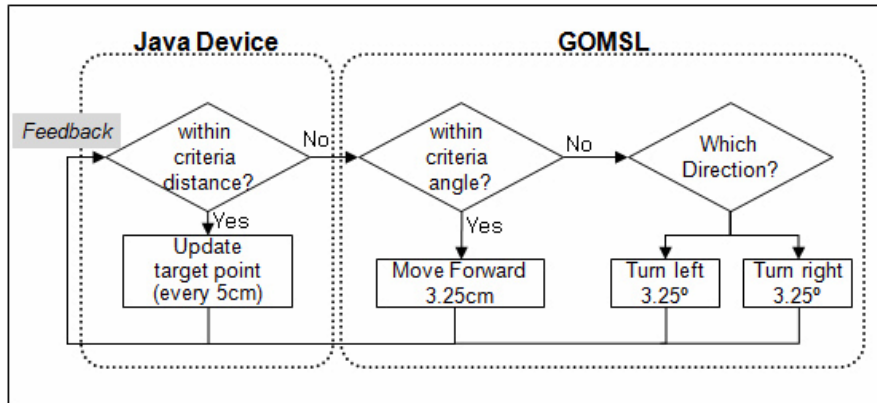 Java Device
GOMSL
Feedback
within
criteria
distance?
No
within
criteria
angle?
No
Which
Direction?
Yes
Update
target point
(every 5cm)
Yes
Move Forward
3.25cm
Turn left
3.25º
Turn right
3.25º